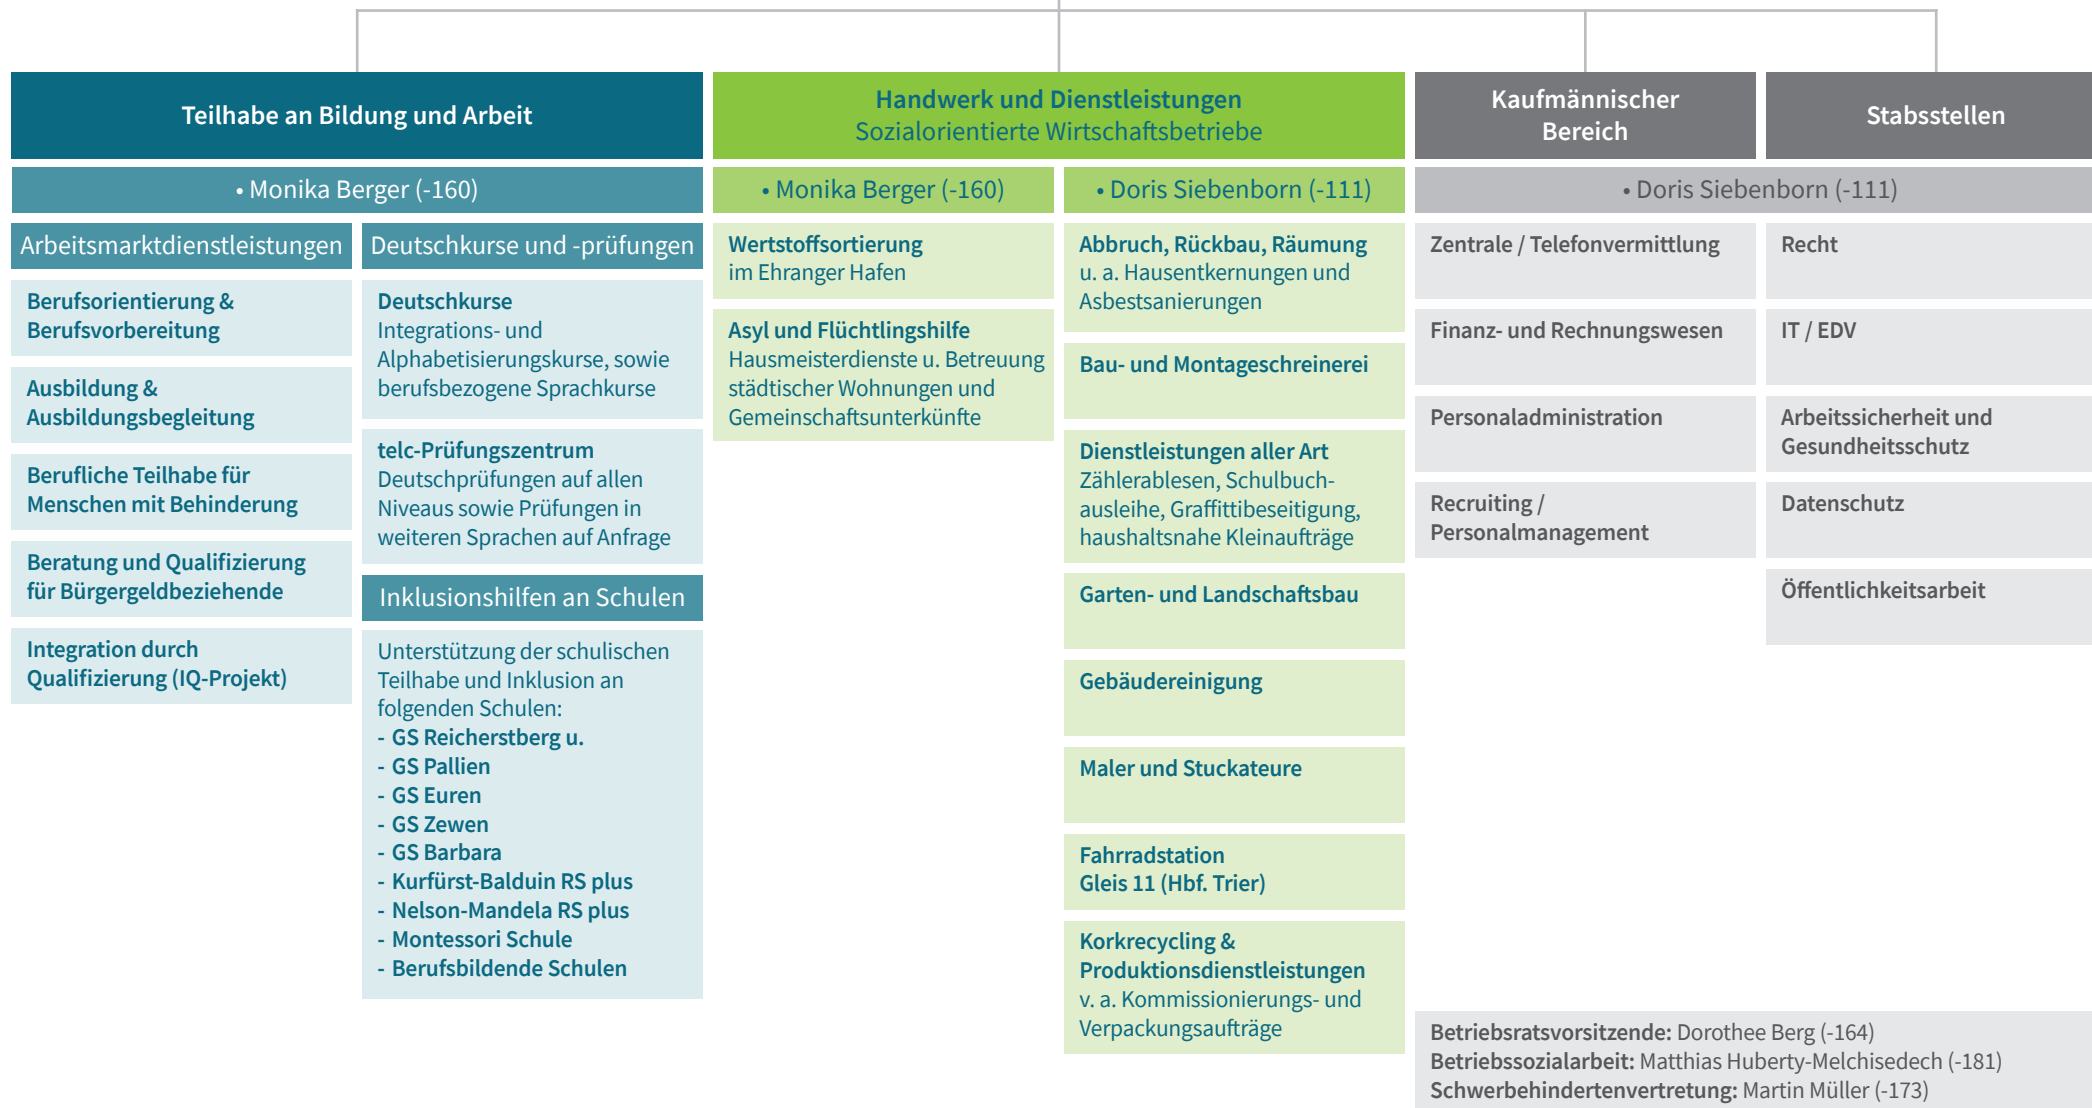 Teilhabe an Bildung und Arbeit
• Monika Berger (-160)
Arbeitsmarktdienstleistungen
Berufsorientierung &
Berufsvorbereitung
Ausbildung &
Ausbildungsbegleitung
Berufliche Teilhabe für
Menschen mit Behinderung
Beratung und Qualifizierung
für Bürgergeldbeziehende
Integration durch
Qualifizierung (IQ-Projekt)
Deutschkurse und -prüfungen
Deutschkurse
Integrations- und
Alphabetisierungskurse, sowie
berufsbezogene Sprachkurse
telc-Prüfungszentrum
Deutschprüfungen auf allen
Niveaus sowie Prüfungen in
weiteren Sprachen auf Anfrage
Inklusionshilfen an Schulen
Unterstützung der schulischen
Teilhabe und Inklusion an
folgenden Schulen:
- GS Reicherstberg u.
- GS Pallien
- GS Euren
- GS Zewen
- GS Barbara
- Kurfürst-Balduin RS plus
- Nelson-Mandela RS plus
- Montessori Schule
- Berufsbildende Schulen
Handwerk und Dienstleistungen
Sozialorientierte Wirtschaftsbetriebe
• Monika Berger (-160)
Wertstoffsortierung
im Ehranger Hafen
Asyl und Flüchtlingshilfe
Hausmeisterdienste u. Betreuung
städtischer Wohnungen und
Gemeinschaftsunterkünfte
• Doris Siebenborn (-111)
Abbruch, Rückbau, Räumung
u. a. Hausentkernungen und
Asbestsanierungen
Bau- und Montageschreinerei
Dienstleistungen aller Art
Zählerablesen, Schulbuch-
ausleihe, Graffittibeseitigung,
haushaltsnahe Kleinaufträge
Garten- und Landschaftsbau
Gebäudereinigung
Maler und Stuckateure
Fahrradstation
Gleis 11 (Hbf. Trier)
Korkrecycling &
Produktionsdienstleistungen
v. a. Kommissionierungs- und
Verpackungsaufträge
Kaufmännischer
Bereich
Stabsstellen
• Doris Siebenborn (-111)
Zentrale / Telefonvermittlung
Finanz- und Rechnungswesen
Personaladministration
Recruiting /
Personalmanagement
Recht
IT / EDV
Arbeitssicherheit und
Gesundheitsschutz
Datenschutz
Öffentlichkeitsarbeit
Betriebsratsvorsitzende: Dorothee Berg (-164)
Betriebssozialarbeit: Matthias Huberty-Melchisedech (-181)
Schwerbehindertenvertretung: Martin Müller (-173)